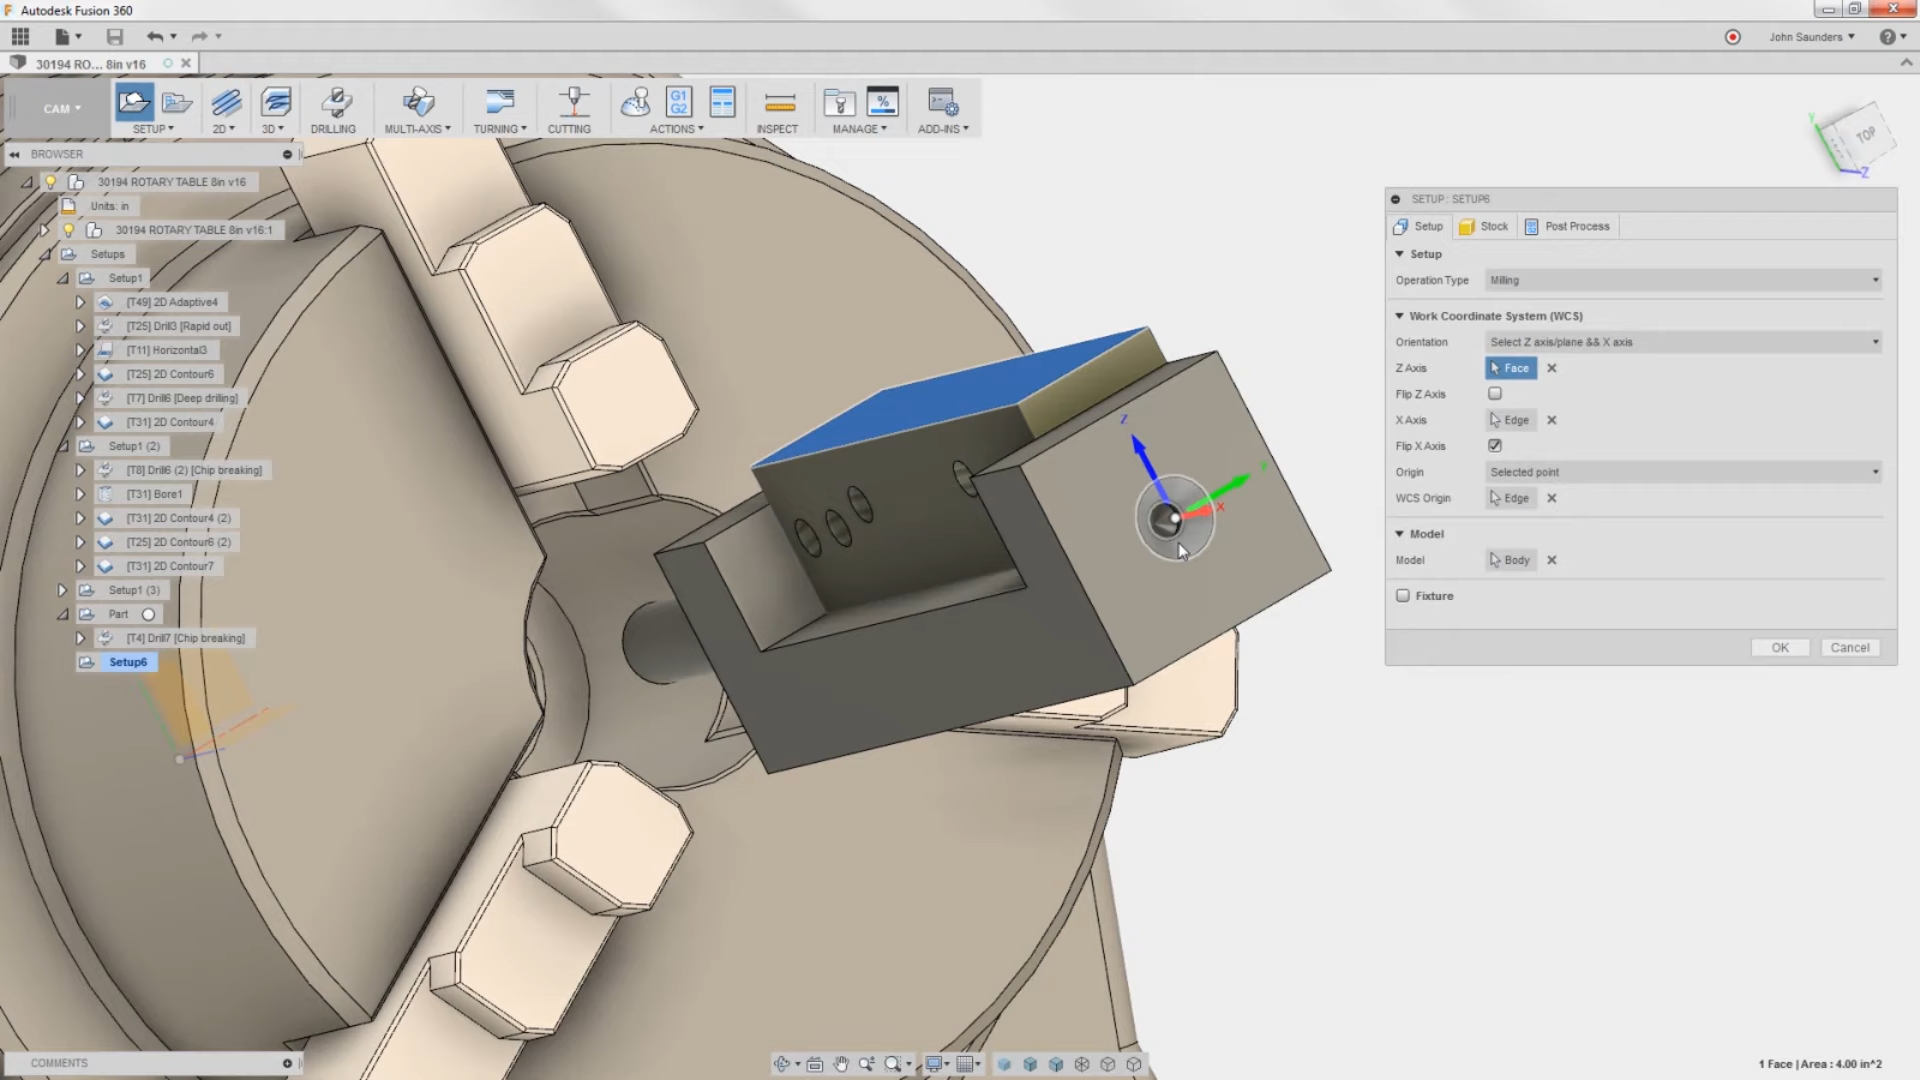 Autodesk Fusion 360
John Saunders
30194 RO... 8in v16
CAM
SETUP
2D
3D
DRILLING
MULTI-AXIS
TURNING
CUTTING
G1
G2
ACTIONS
INSPECT
%
MANAGE
ADD-INS
BROWSER
30194 ROTARY TABLE 8in v16
Units: in
30194 ROTARY TABLE 8in v16:1
Setups
Setup1
[T49] 2D Adaptive4
[T25] Drill3 [Rapid out]
[T11] Horizontal3
[T25] 2D Contour6
[T7] Drill6 [Deep drilling]
[T31] 2D Contour4
Setup1 (2)
[T8] Drill6 (2) [Chip breaking]
[T31] Bore1
[T31] 2D Contour4 (2)
[T25] 2D Contour6 (2)
[T31] 2D Contour7
Setup1 (3)
Part
[T4] Drill7 [Chip breaking]
Setup6
Z
Y
X
Y
TOP
Z
SETUP : SETUP6
Setup
Stock
Post Process
Setup
Operation Type
Milling
Work Coordinate System (WCS)
Orientation
Select Z axis/plane && X axis
Z Axis
Face
Flip Z Axis
X Axis
Edge
Flip X Axis
Origin
Selected point
WCS Origin
Edge
Model
Model
Body
Fixture
OK
Cancel
COMMENTS
1 Face | Area : 4.00 in^2